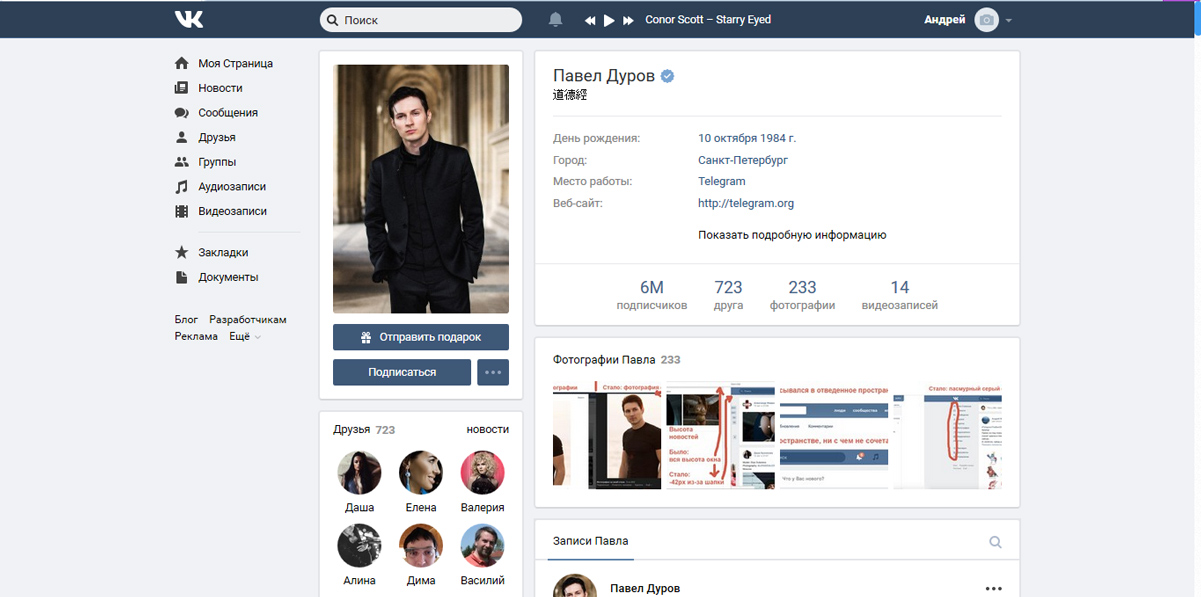 VK
Поиск
Conor Scott – Starry Eyed
Андрей
Моя Страница
Новости
Сообщения
Друзья
Группы
Аудиозаписи
Видеозаписи
Закладки
Документы
Блог Разработчикам
Реклама Ещё
Отправить подарок
Подписаться
Друзья 723 новости
Даша Елена Валерия
Алина Дима Василий
Павел Дуров
道德經
День рождения: 10 октября 1984 г.
Город: Санкт-Петербург
Место работы: Telegram
Веб-сайт: http://telegram.org
Показать подробную информацию
6M 723 233 14
подписчиков друга фотографии видеозаписей
Фотографии Павла 233
графии Стало: фотография
Высота
новостей
Было:
вся высота окна
Стало:
-42px из-за шапки
сывался в отведенное простран
остранстве, ни с чем не сочета
Что у Вас нового?
Стало: пасмурный серый
Записи Павла
Павел Дуров